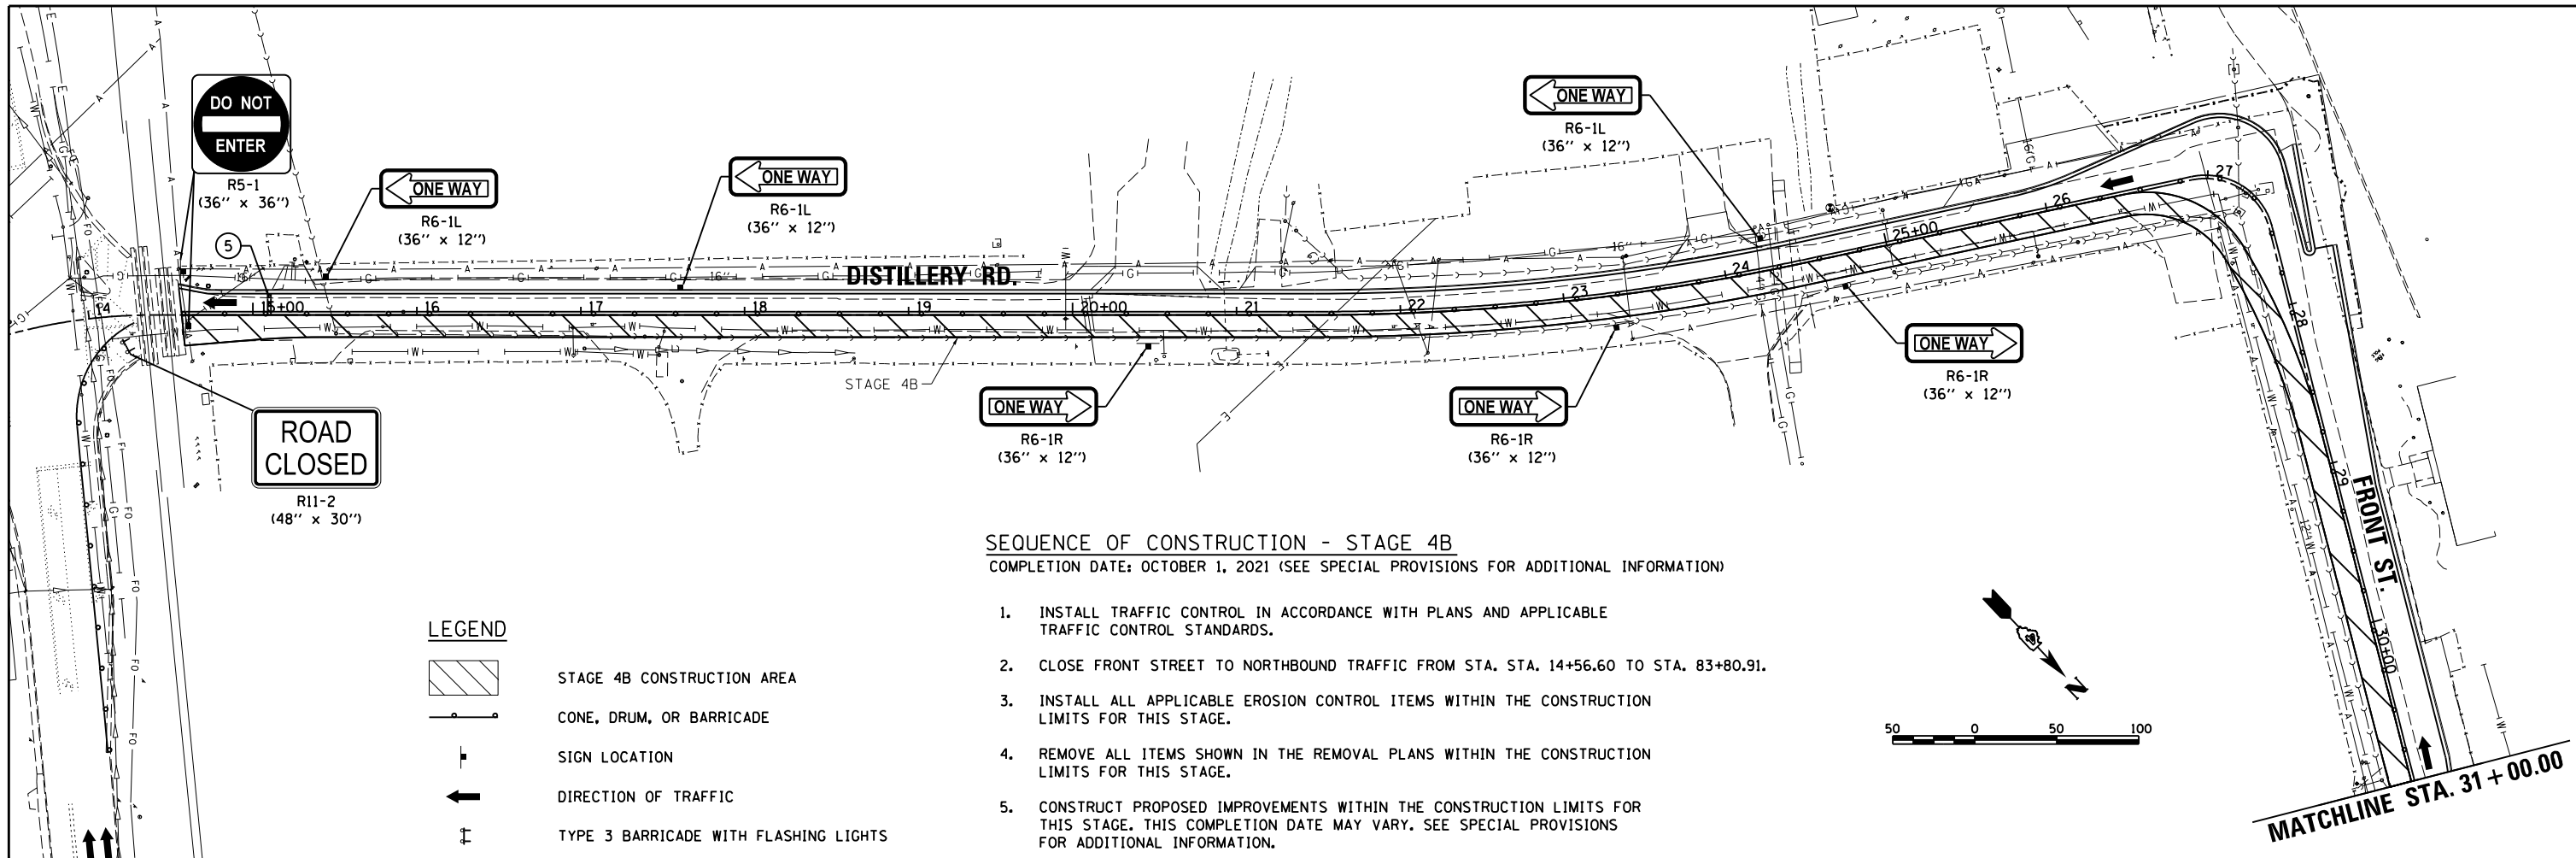 DO NOT
ENTER
R5-1
(36'' x 36'')
5
ONE WAY
R6-1L
(36'' x 12'')
ONE WAY
R6-1L
(36'' x 12'')
ONE WAY
R6-1L
(36'' x 12'')
DISTILLERY RD.
14
15+00
16
17
18
19
20+00
21
22
23
24
25+00
26
27
28
29
30+00
16''
16''
STAGE 4B
ROAD
CLOSED
R11-2
(48'' x 30'')
ONE WAY
R6-1R
(36'' x 12'')
ONE WAY
R6-1R
(36'' x 12'')
ONE WAY
R6-1R
(36'' x 12'')
FRONT ST.
MATCHLINE STA. 31+00.00
N
50 0 50 100
LEGEND
STAGE 4B CONSTRUCTION AREA
CONE, DRUM, OR BARRICADE
SIGN LOCATION
DIRECTION OF TRAFFIC
TYPE 3 BARRICADE WITH FLASHING LIGHTS
SEQUENCE OF CONSTRUCTION - STAGE 4B
COMPLETION DATE: OCTOBER 1, 2021 (SEE SPECIAL PROVISIONS FOR ADDITIONAL INFORMATION)
1. INSTALL TRAFFIC CONTROL IN ACCORDANCE WITH PLANS AND APPLICABLE
TRAFFIC CONTROL STANDARDS.
2. CLOSE FRONT STREET TO NORTHBOUND TRAFFIC FROM STA. STA. 14+56.60 TO STA. 83+80.91.
3. INSTALL ALL APPLICABLE EROSION CONTROL ITEMS WITHIN THE CONSTRUCTION
LIMITS FOR THIS STAGE.
4. REMOVE ALL ITEMS SHOWN IN THE REMOVAL PLANS WITHIN THE CONSTRUCTION
LIMITS FOR THIS STAGE.
5. CONSTRUCT PROPOSED IMPROVEMENTS WITHIN THE CONSTRUCTION LIMITS FOR
THIS STAGE. THIS COMPLETION DATE MAY VARY. SEE SPECIAL PROVISIONS
FOR ADDITIONAL INFORMATION.